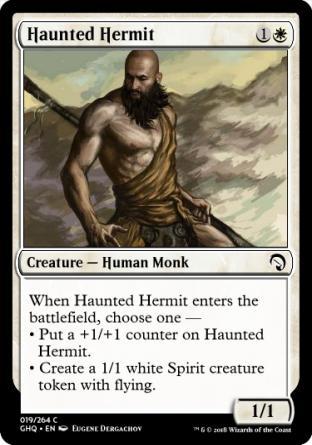 Haunted Hermit 1
Creature — Human Monk
When Haunted Hermit enters the
battlefield, choose one —
• Put a +1/+1 counter on Haunted
Hermit.
• Create a 1/1 white Spirit creature
token with flying.
1/1
019/264 C
GHQ • EN Eugene Dergachov
™ & © 2018 Wizards of the Coast